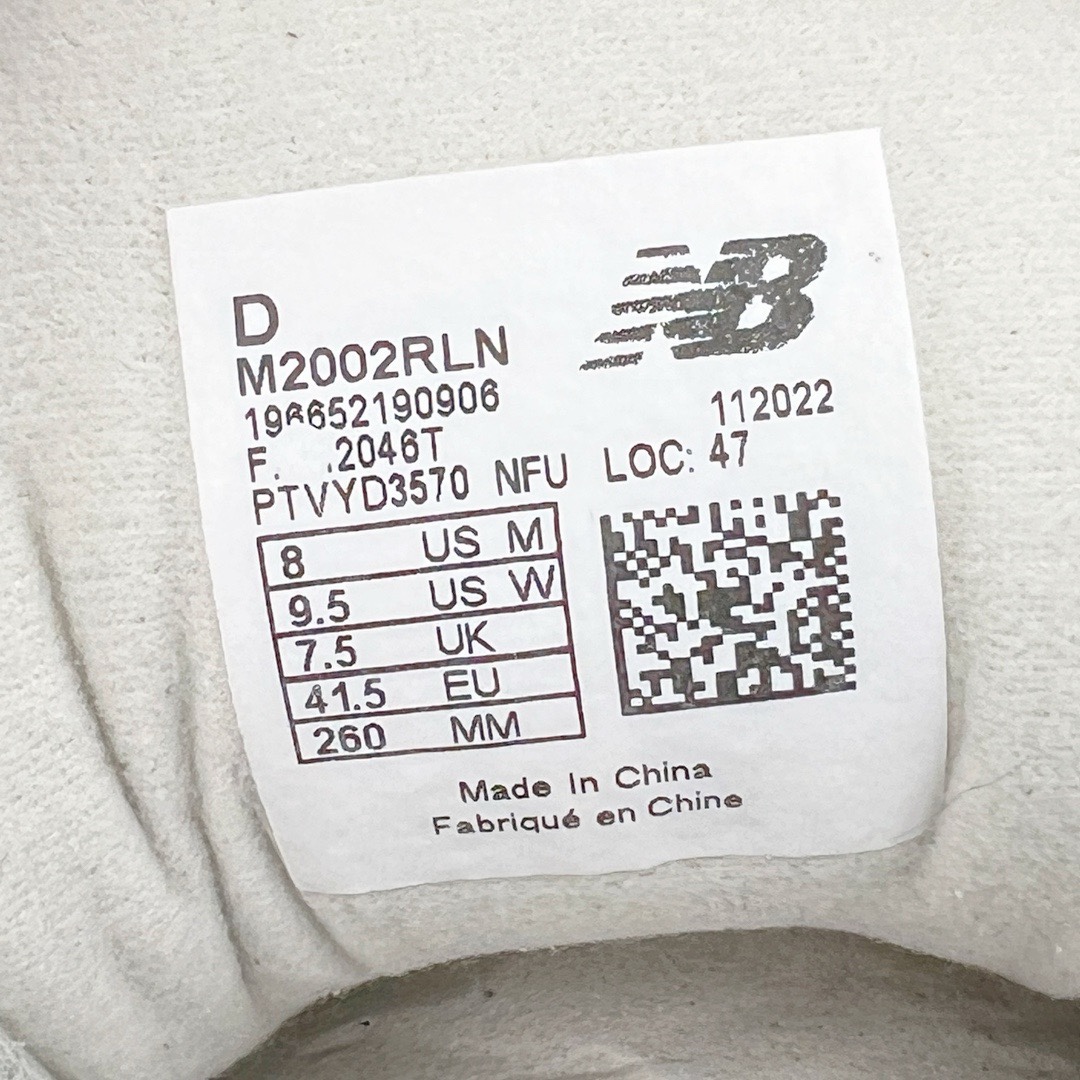 NB
D
M2002RLN
112022
2046T
PTVYD3570 NFU LOC: 47
8 US M
9.5 US W
7.5 UK
41.5 EU
260 MM
Made In China
Fabriqué en Chine